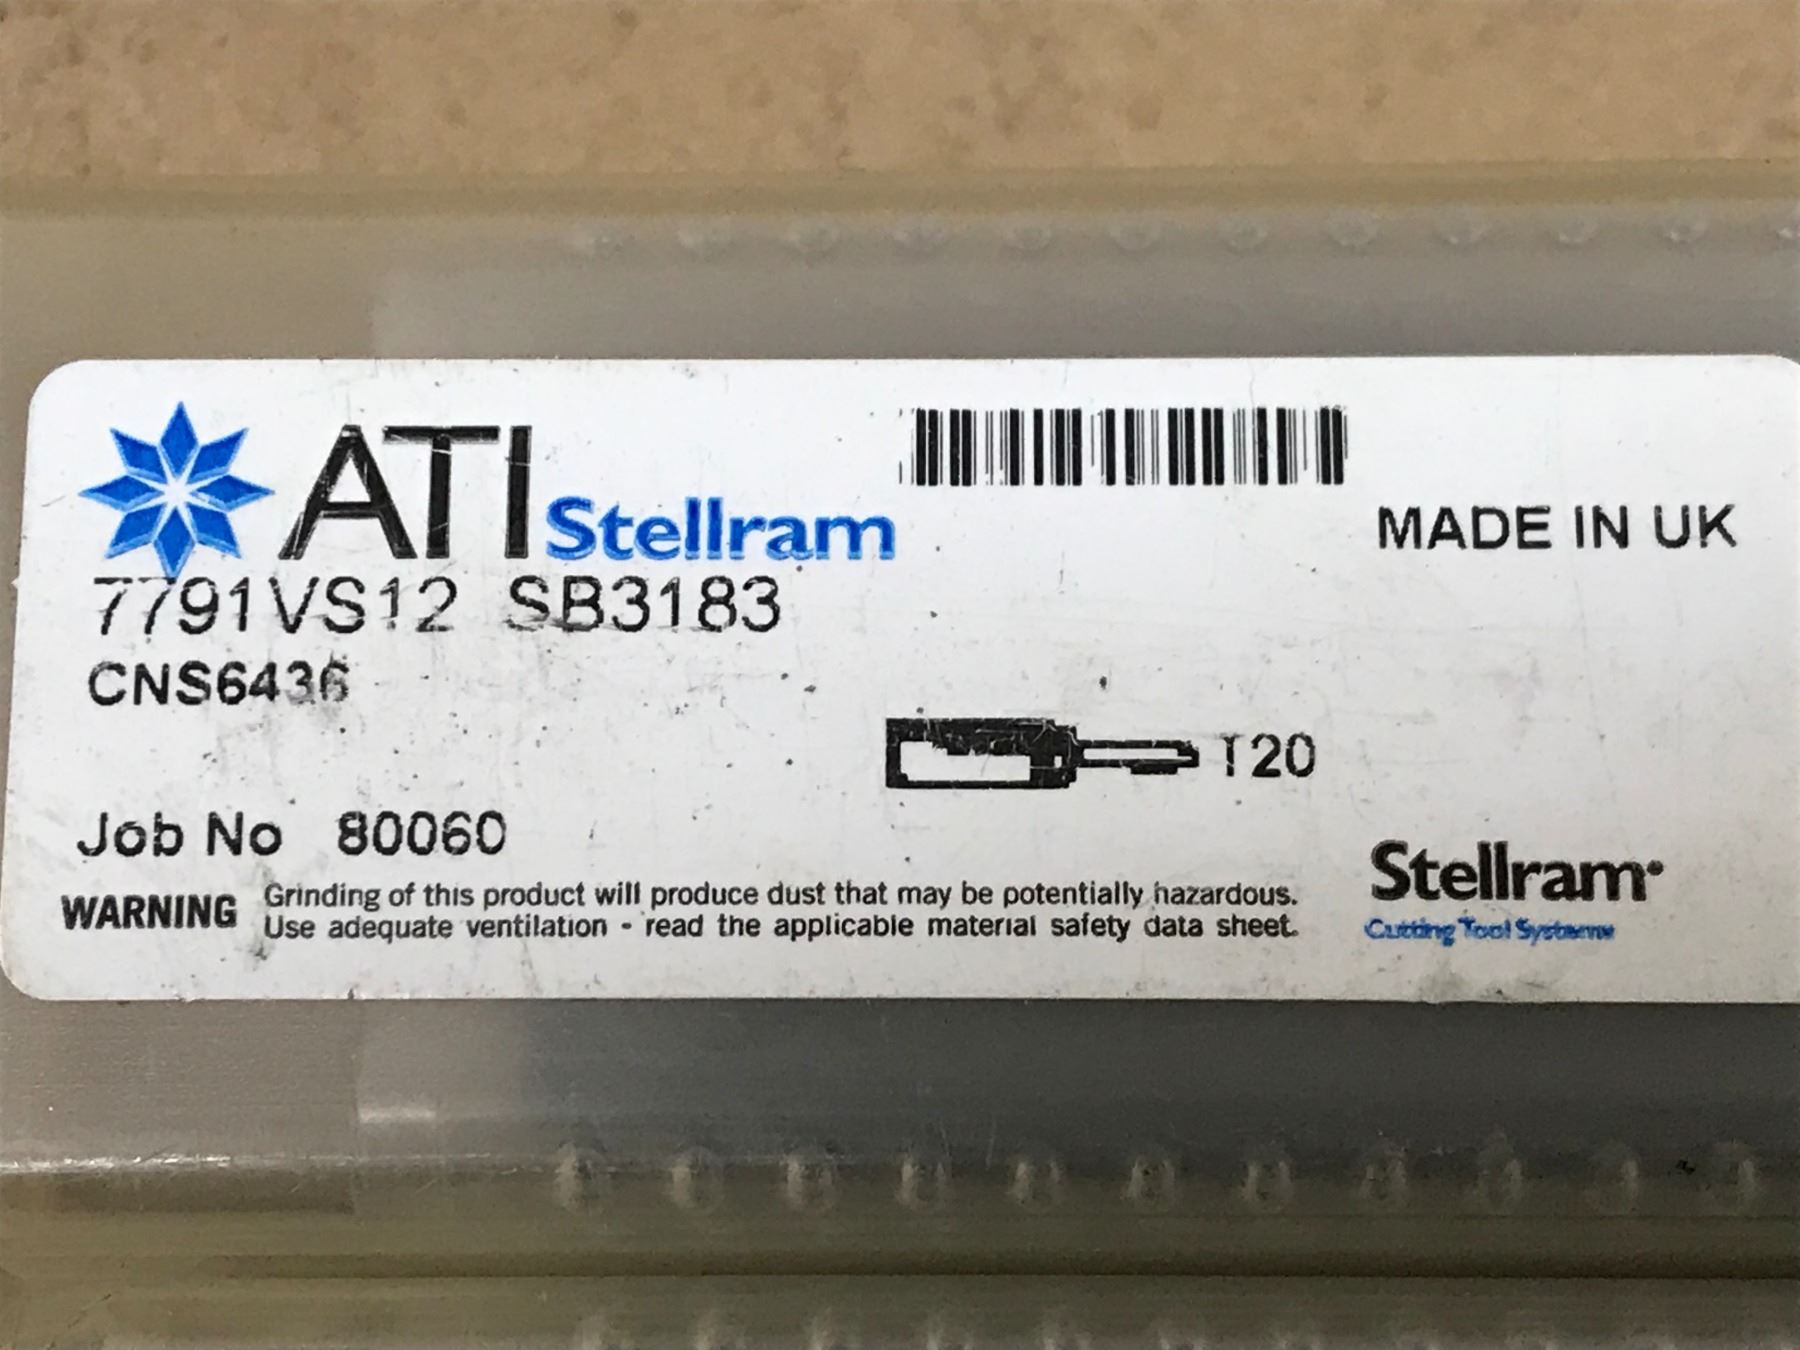 ATI Stellram
MADE IN UK
7791VS12 SB3183
CNS6436
T20
Job No 80060
WARNING Grinding of this product will produce dust that may be potentially hazardous.
Use adequate ventilation - read the applicable material safety data sheet.
Stellram
Cutting Tool Systems